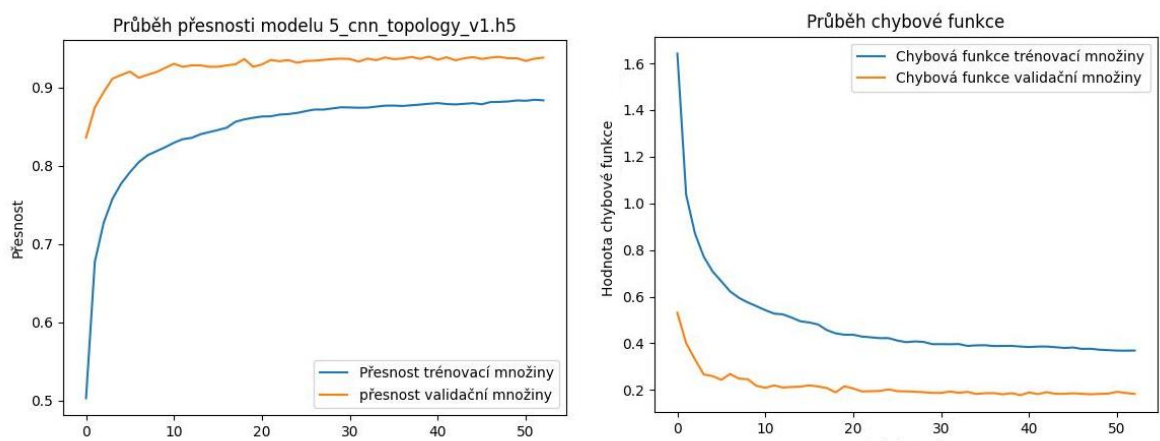 Průběh přesnosti modelu 5_cnn_topology_v1.h5
Přesnost
0.9
0.8
0.7
0.6
0.5
0 10 20 30 40 50
Přesnost trénovací množiny
přesnost validační množiny
Průběh chybové funkce
Hodnota chybové funkce
1.6
1.4
1.2
1.0
0.8
0.6
0.4
0.2
0 10 20 30 40 50
Chybová funkce trénovací množiny
Chybová funkce validační množiny